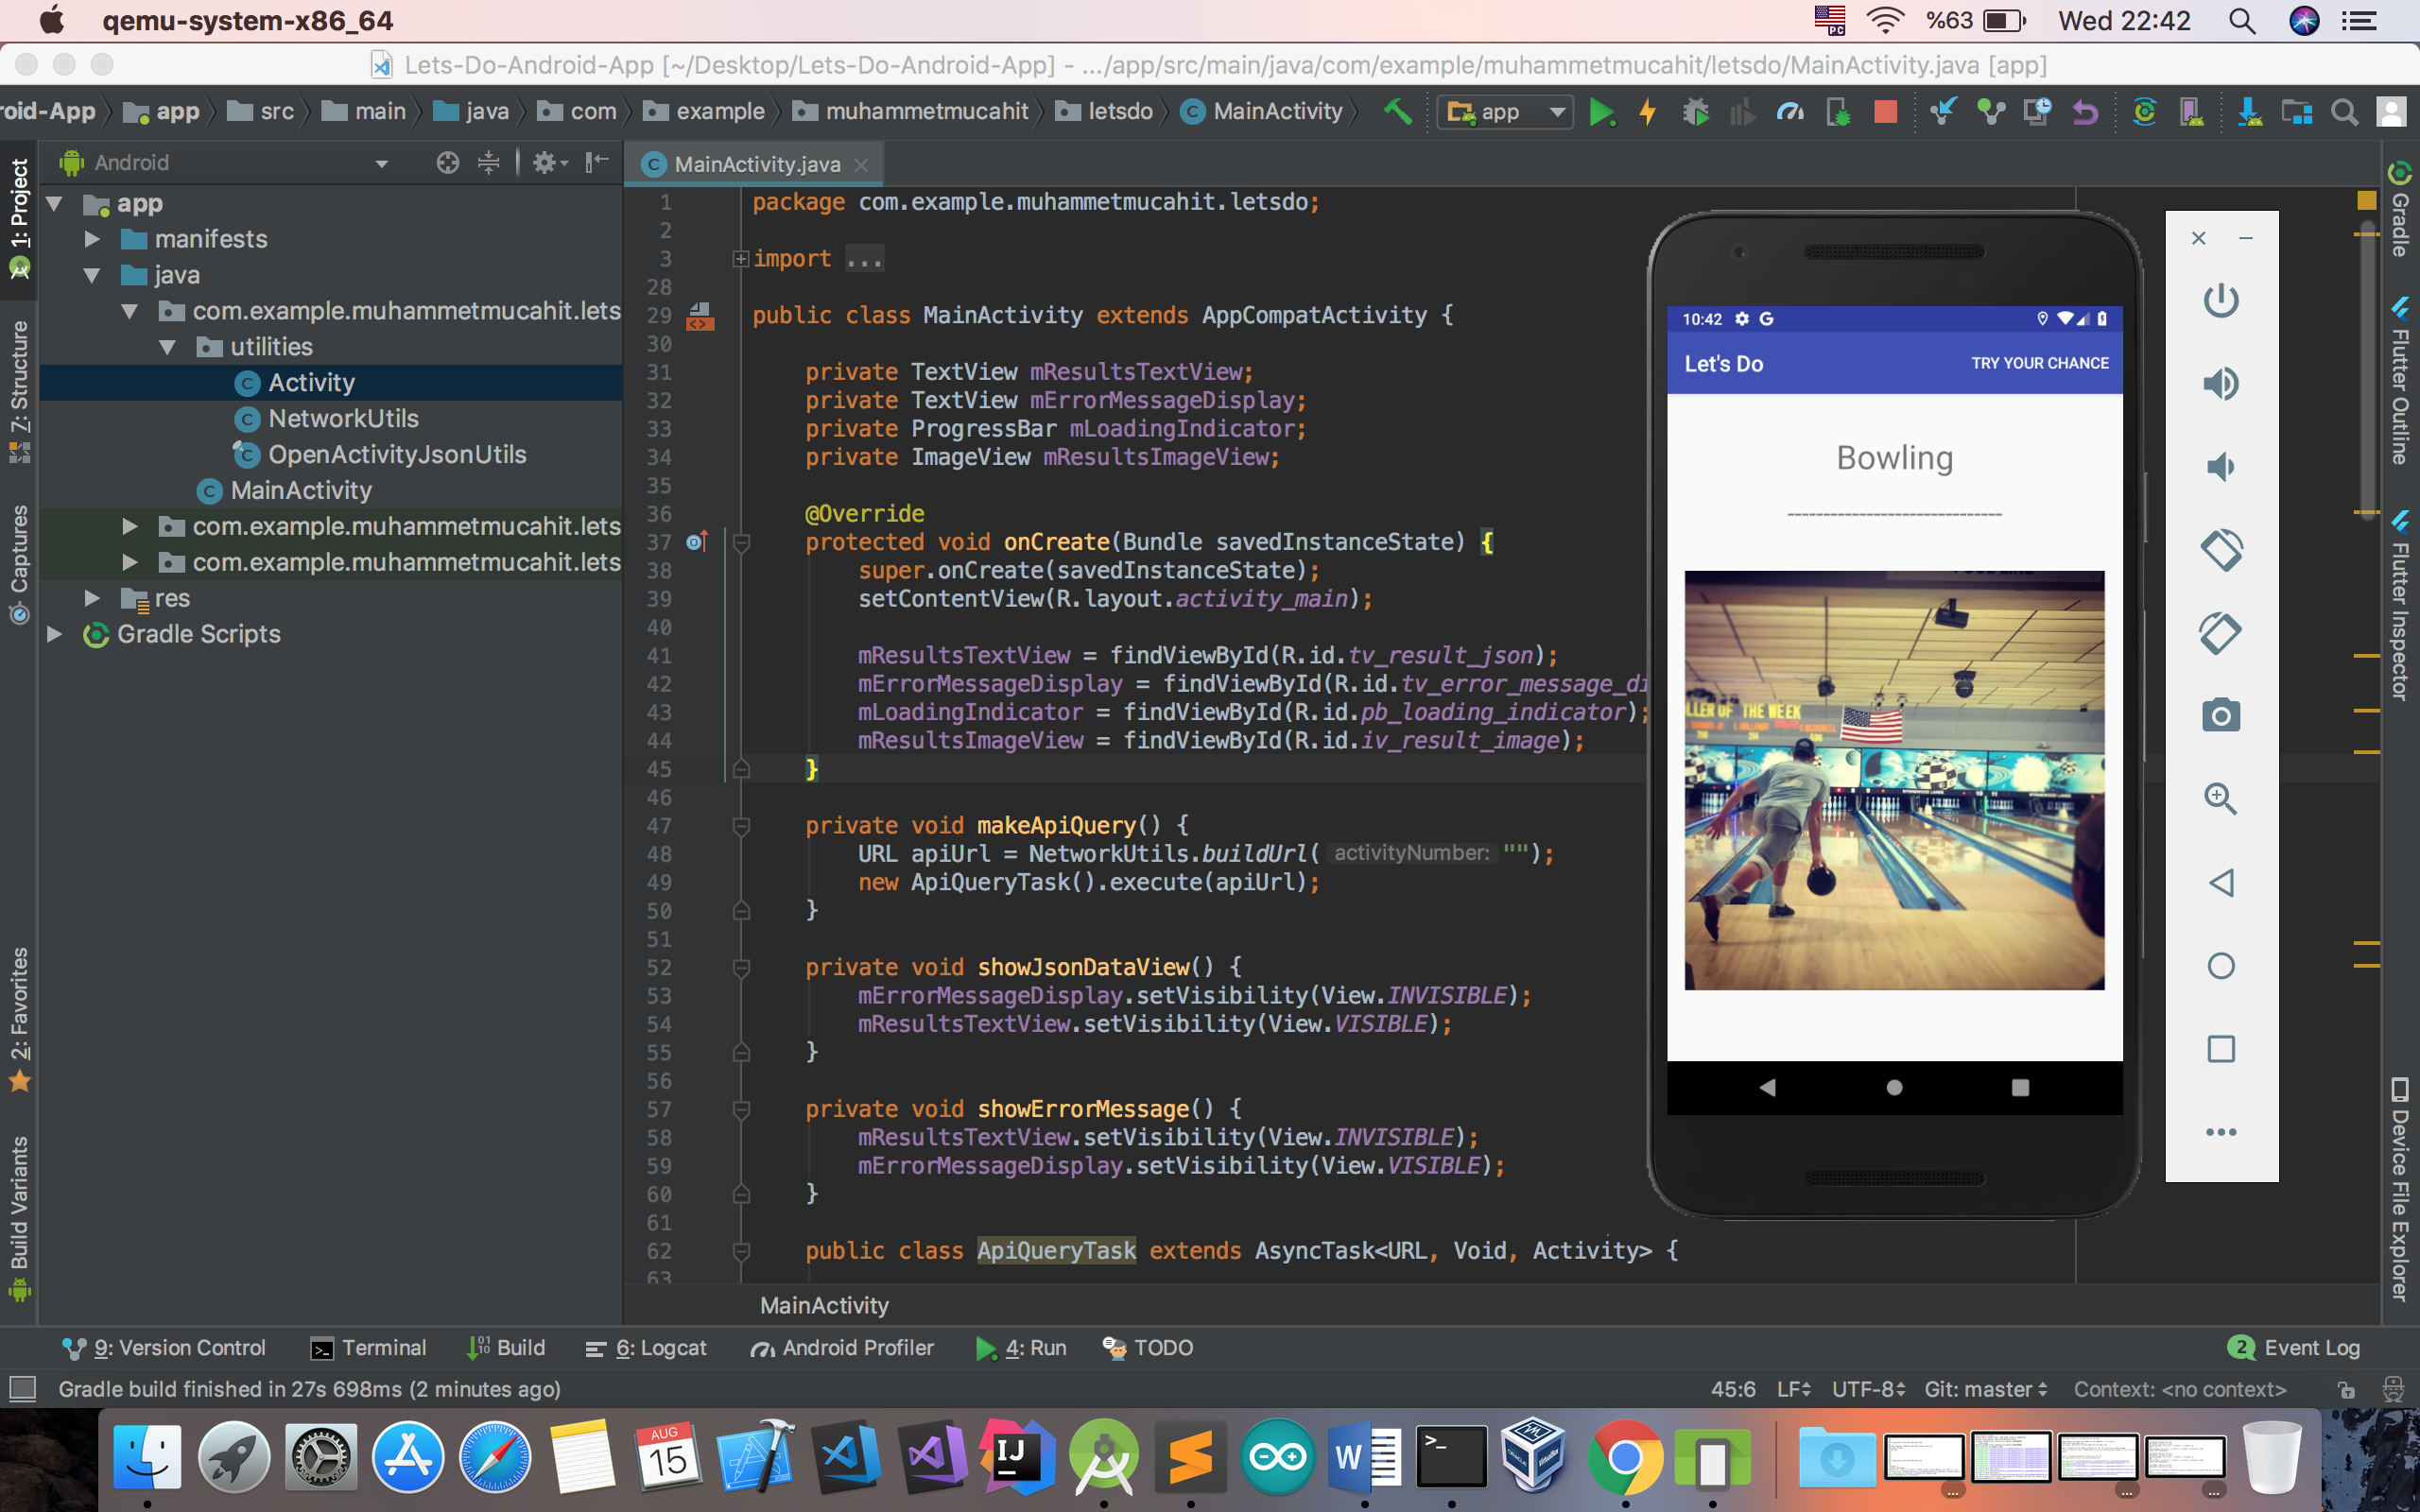 qemu-system-x86_64
PC
%63
Wed 22:42
Lets-Do-Android-App [~/Desktop/Lets-Do-Android-App] - .../app/src/main/java/com/example/muhammetmucahit/letsdo/MainActivity.java [app]
roid-App app src main java com example muhammetmucahit letsdo MainActivity app
1: Project
7: Structure
Captures
2: Favorites
Build Variants
Android
app
manifests
java
com.example.muhammetmucahit.lets
utilities
Activity
NetworkUtils
OpenActivityJsonUtils
MainActivity
com.example.muhammetmucahit.lets
com.example.muhammetmucahit.lets
res
Gradle Scripts
MainActivity.java
1 package com.example.muhammetmucahit.letsdo;
2
3 import ...
28
29 public class MainActivity extends AppCompatActivity {
30
31 private TextView mResultsTextView;
32 private TextView mErrorMessageDisplay;
33 private ProgressBar mLoadingIndicator;
34 private ImageView mResultsImageView;
35
36 @Override
37 protected void onCreate(Bundle savedInstanceState) {
38 super.onCreate(savedInstanceState);
39 setContentView(R.layout.activity_main);
40
41 mResultsTextView = findViewById(R.id.tv_result_json);
42 mErrorMessageDisplay = findViewById(R.id.tv_error_message_di
43 mLoadingIndicator = findViewById(R.id.pb_loading_indicator);
44 mResultsImageView = findViewById(R.id.iv_result_image);
45 }
46
47 private void makeApiQuery() {
48 URL apiUrl = NetworkUtils.buildUrl( activityNumber: "");
49 new ApiQueryTask().execute(apiUrl);
50 }
51
52 private void showJsonDataView() {
53 mErrorMessageDisplay.setVisibility(View.INVISIBLE);
54 mResultsTextView.setVisibility(View.VISIBLE);
55 }
56
57 private void showErrorMessage() {
58 mResultsTextView.setVisibility(View.INVISIBLE);
59 mErrorMessageDisplay.setVisibility(View.VISIBLE);
60 }
61
62 public class ApiQueryTask extends AsyncTask<URL, Void, Activity> {
63
MainActivity
10:42 G
Let's Do
TRY YOUR CHANCE
Bowling
------------------------------
LLER OF THE WEEK
Gradle
Flutter Outline
Flutter Inspector
Device File Explorer
9: Version Control
Terminal
Build
6: Logcat
Android Profiler
4: Run
TODO
2 Event Log
Gradle build finished in 27s 698ms (2 minutes ago)
45:6
LF
UTF-8
Git: master
Context: <no context>
AUG
15
IJ
W
>_